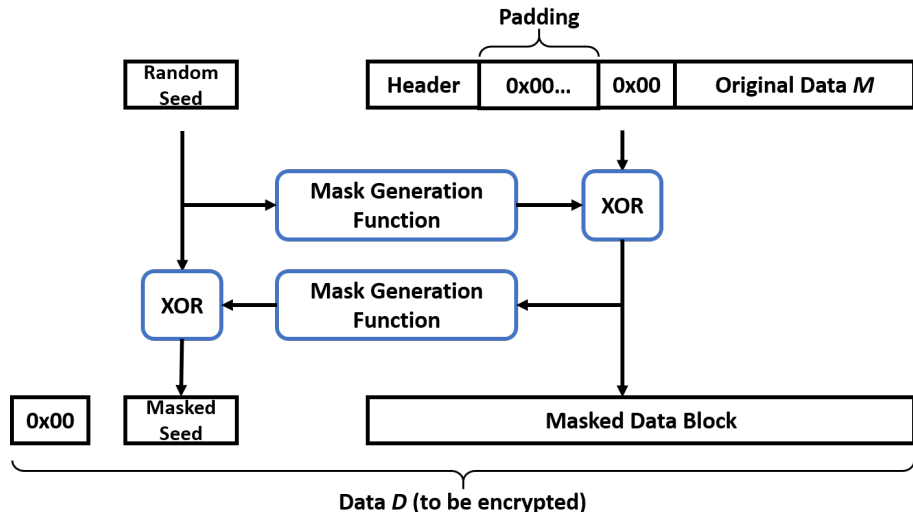 Padding
Random
Seed
Header
0x00...
0x00
Original Data M
Mask Generation
Function
XOR
XOR
Mask Generation
Function
0x00
Masked
Seed
Masked Data Block
Data D (to be encrypted)